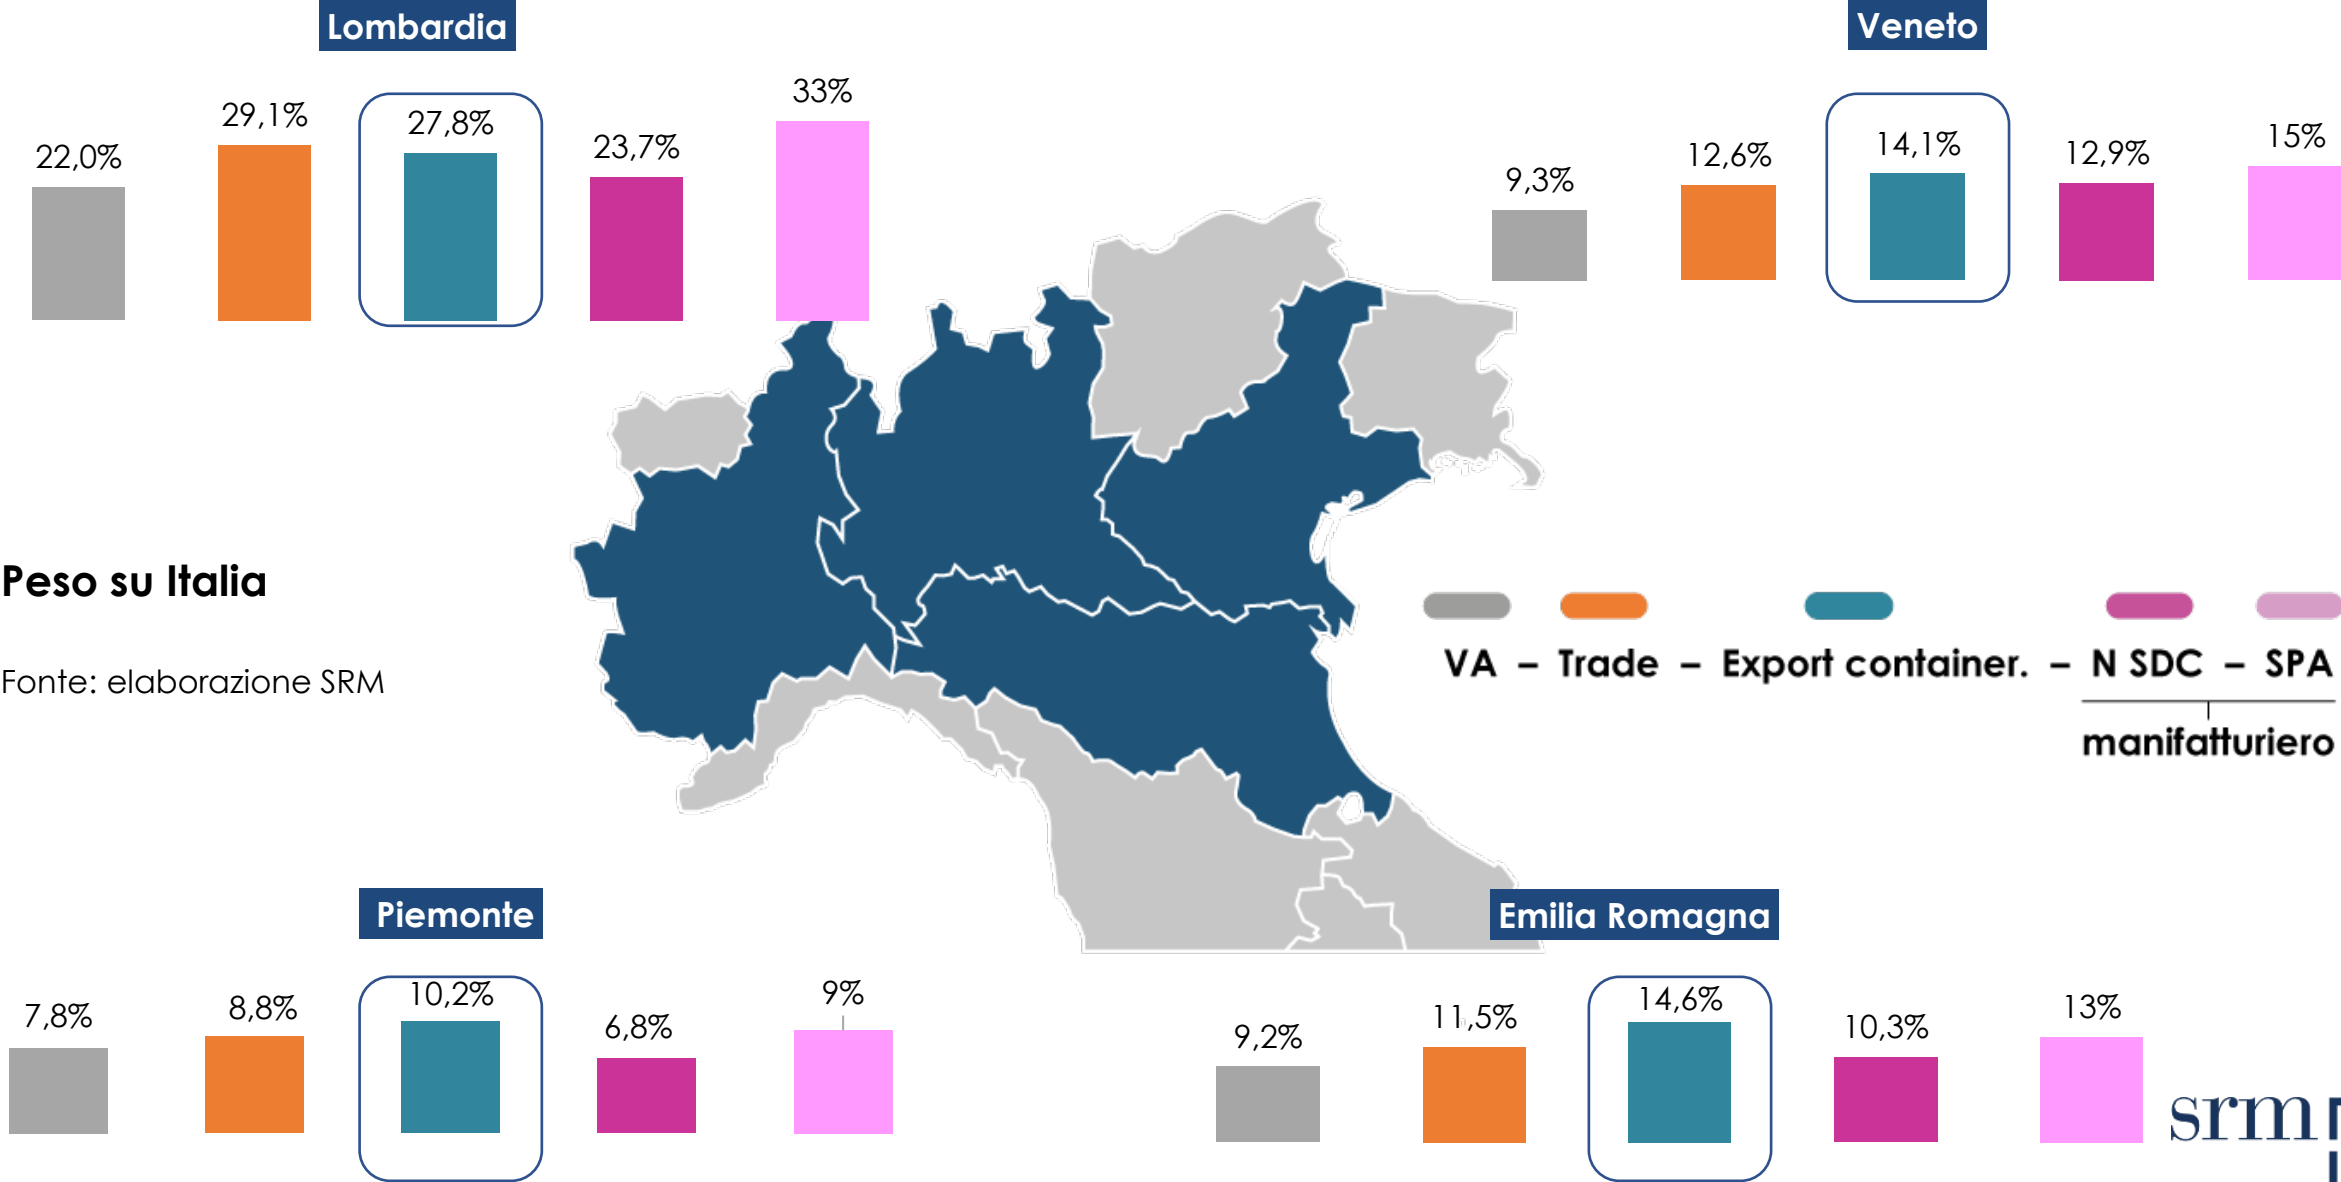 Lombardia
22,0%
29,1%
27,8%
23,7%
33%
Veneto
9,3%
12,6%
14,1%
12,9%
15%
Peso su Italia
Fonte: elaborazione SRM
VA – Trade – Export container. – N SDC – SPA
manifatturiero
Piemonte
7,8%
8,8%
10,2%
6,8%
9%
Emilia Romagna
9,2%
11,5%
14,6%
10,3%
13%
srm